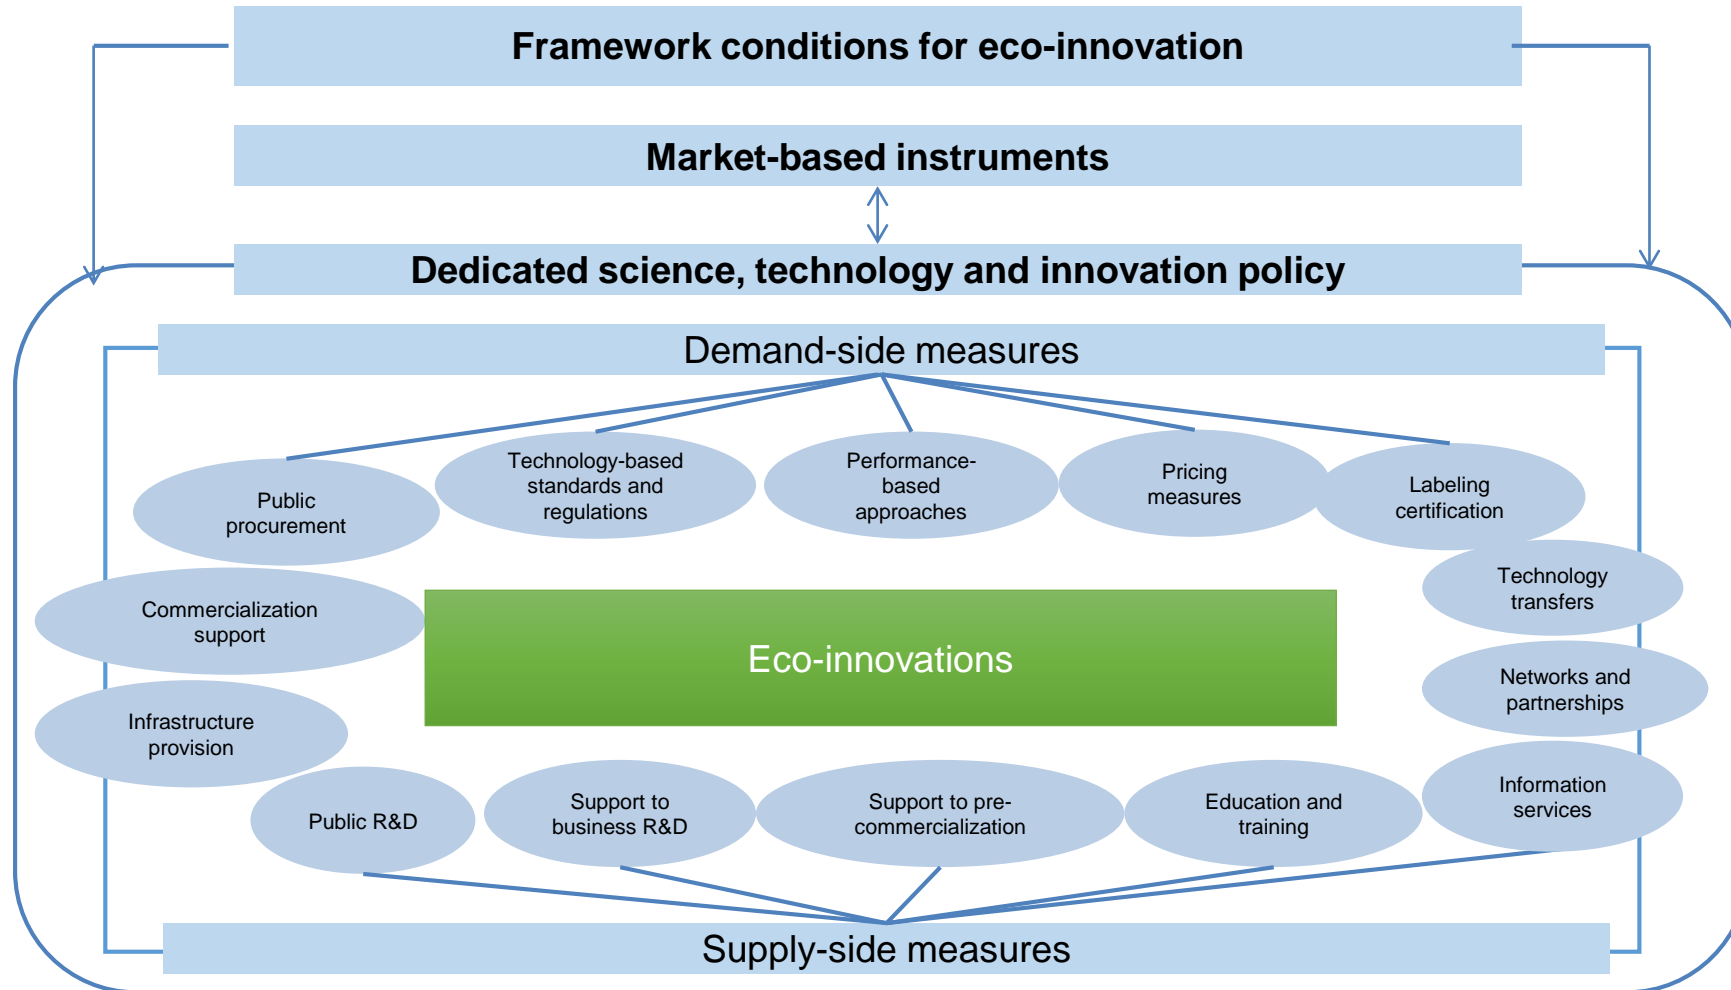 Framework conditions for eco-innovation
Market-based instruments
Dedicated science, technology and innovation policy
Demand-side measures
Public
procurement
Technology-based
standards and
regulations
Performance-
based
approaches
Pricing
measures
Labeling
certification
Commercialization
support
Technology
transfers
Eco-innovations
Networks and
partnerships
Infrastructure
provision
Information
services
Public R&D
Support to
business R&D
Support to pre-
commercialization
Education and
training
Supply-side measures